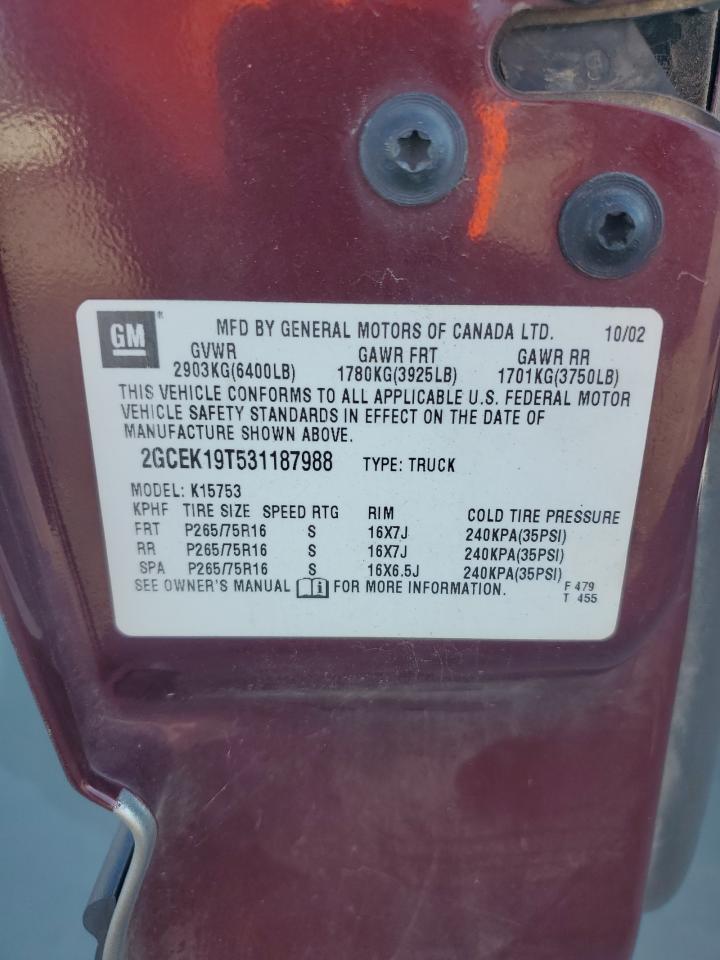 GM ® MFD BY GENERAL MOTORS OF CANADA LTD. 10/02
GVWR GAWR FRT GAWR RR
2903KG(6400LB) 1780KG(3925LB) 1701KG(3750LB)
THIS VEHICLE CONFORMS TO ALL APPLICABLE U.S. FEDERAL MOTOR
VEHICLE SAFETY STANDARDS IN EFFECT ON THE DATE OF
MANUFACTURE SHOWN ABOVE.
2GCEK19T531187988 TYPE: TRUCK
MODEL: K15753
KPHF TIRE SIZE SPEED RTG RIM COLD TIRE PRESSURE
FRT P265/75R16 S 16X7J 240KPA(35PSI)
RR P265/75R16 S 16X7J 240KPA(35PSI)
SPA P265/75R16 S 16X6.5J 240KPA(35PSI)
SEE OWNER'S MANUAL i FOR MORE INFORMATION. F 479
T 455